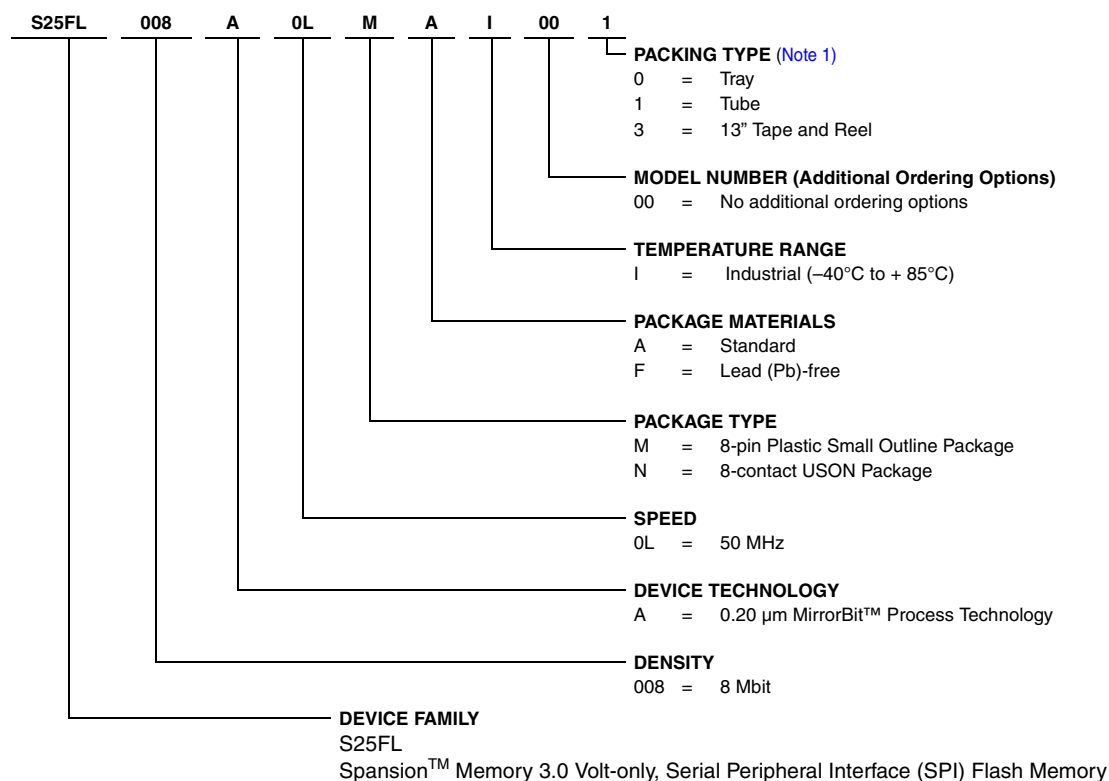 S25FL 008 A 0L M A I 00 1
PACKING TYPE (Note 1)
0 = Tray
1 = Tube
3 = 13” Tape and Reel
MODEL NUMBER (Additional Ordering Options)
00 = No additional ordering options
TEMPERATURE RANGE
I = Industrial (–40°C to + 85°C)
PACKAGE MATERIALS
A = Standard
F = Lead (Pb)-free
PACKAGE TYPE
M = 8-pin Plastic Small Outline Package
N = 8-contact USON Package
SPEED
0L = 50 MHz
DEVICE TECHNOLOGY
A = 0.20 µm MirrorBit™ Process Technology
DENSITY
008 = 8 Mbit
DEVICE FAMILY
S25FL
Spansion™ Memory 3.0 Volt-only, Serial Peripheral Interface (SPI) Flash Memory